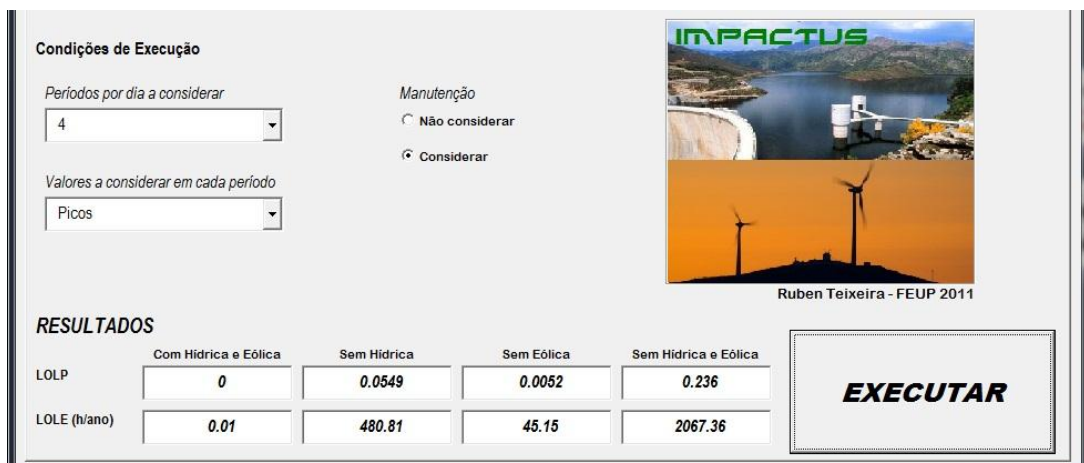 IMPACTUS
Condições de Execução
Períodos por dia a considerar
4
Manutenção
Não considerar
Considerar
Valores a considerar em cada período
Picos
Ruben Teixeira - FEUP 2011
RESULTADOS
Com Hídrica e Eólica Sem Hídrica Sem Eólica Sem Hídrica e Eólica
LOLP 0 0.0549 0.0052 0.236
LOLE (h/ano) 0.01 480.81 45.15 2067.36
EXECUTAR